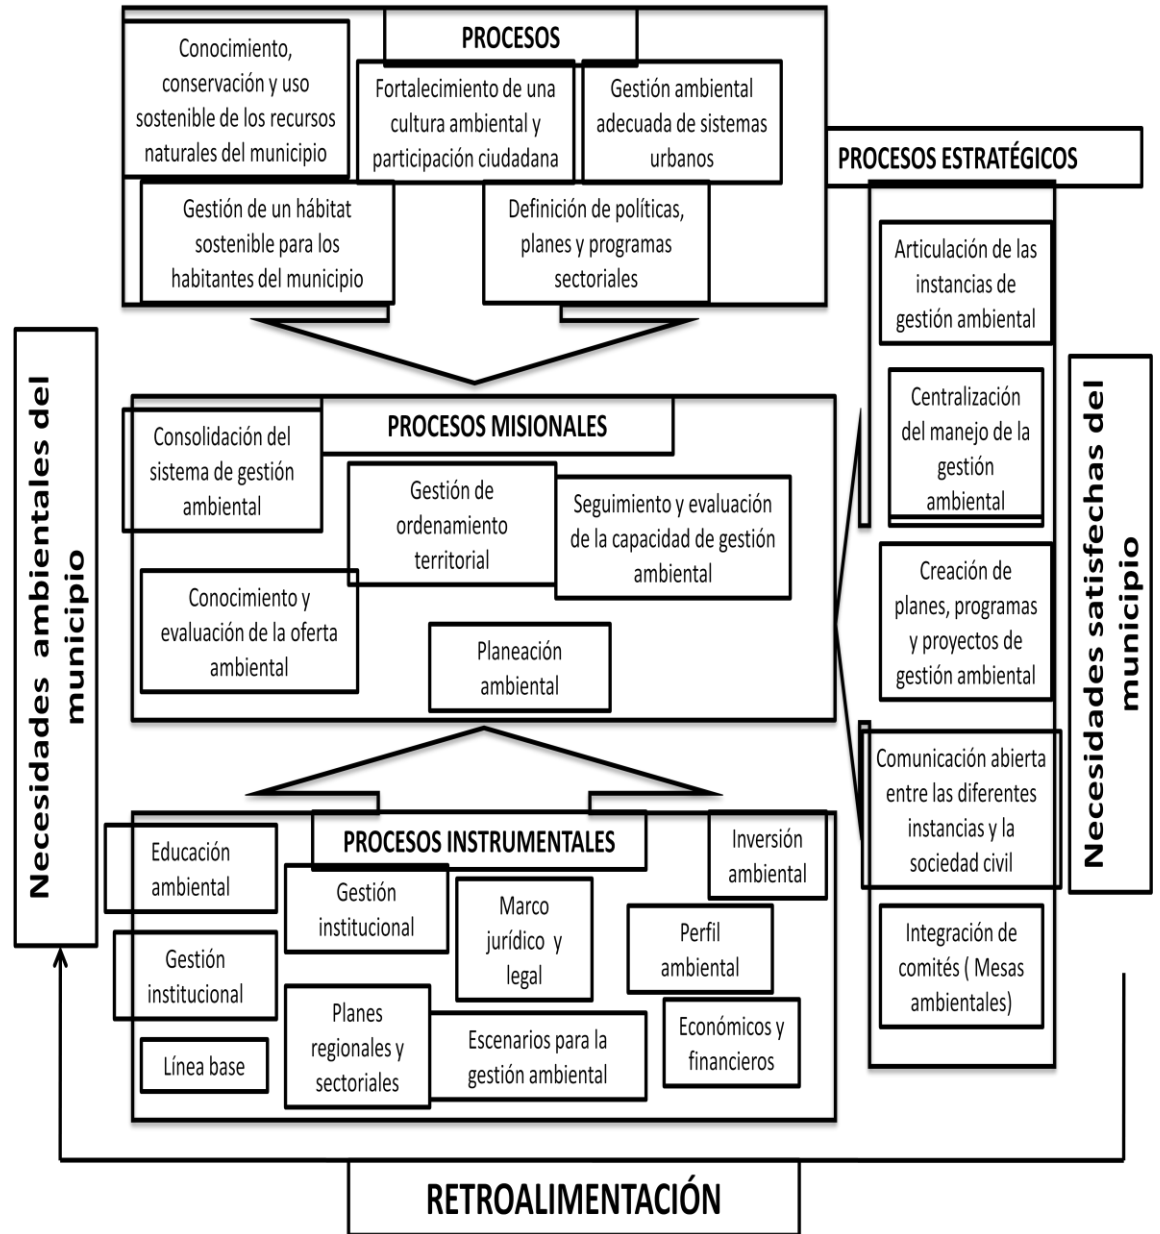 PROCESOS
Conocimiento,
conservación y uso
sostenible de los recursos
naturales del municipio
Fortalecimiento de una
cultura ambiental y
participación ciudadana
Gestión ambiental
adecuada de sistemas
urbanos
Gestión de un hábitat
sostenible para los
habitantes del municipio
Definición de políticas,
planes y programas
sectoriales
PROCESOS ESTRATÉGICOS
Articulación de las
instancias de
gestión ambiental
Centralización
del manejo de la
gestión
ambiental
Creación de
planes, programas
y proyectos de
gestión ambiental
Comunicación abierta
entre las diferentes
instancias y la
sociedad civil
Integración de
comités ( Mesas
ambientales)
Necesidades ambientales del
municipio
PROCESOS MISIONALES
Consolidación del
sistema de gestión
ambiental
Gestión de
ordenamiento
territorial
Seguimiento y evaluación
de la capacidad de gestión
ambiental
Conocimiento y
evaluación de la oferta
ambiental
Planeación
ambiental
Necesidades satisfechas del
municipio
PROCESOS INSTRUMENTALES
Educación
ambiental
Gestión
institucional
Marco
jurídico y
legal
Inversión
ambiental
Perfil
ambiental
Gestión
institucional
Planes
regionales y
sectoriales
Escenarios para la
gestión ambiental
Económicos y
financieros
Línea base
RETROALIMENTACIÓN